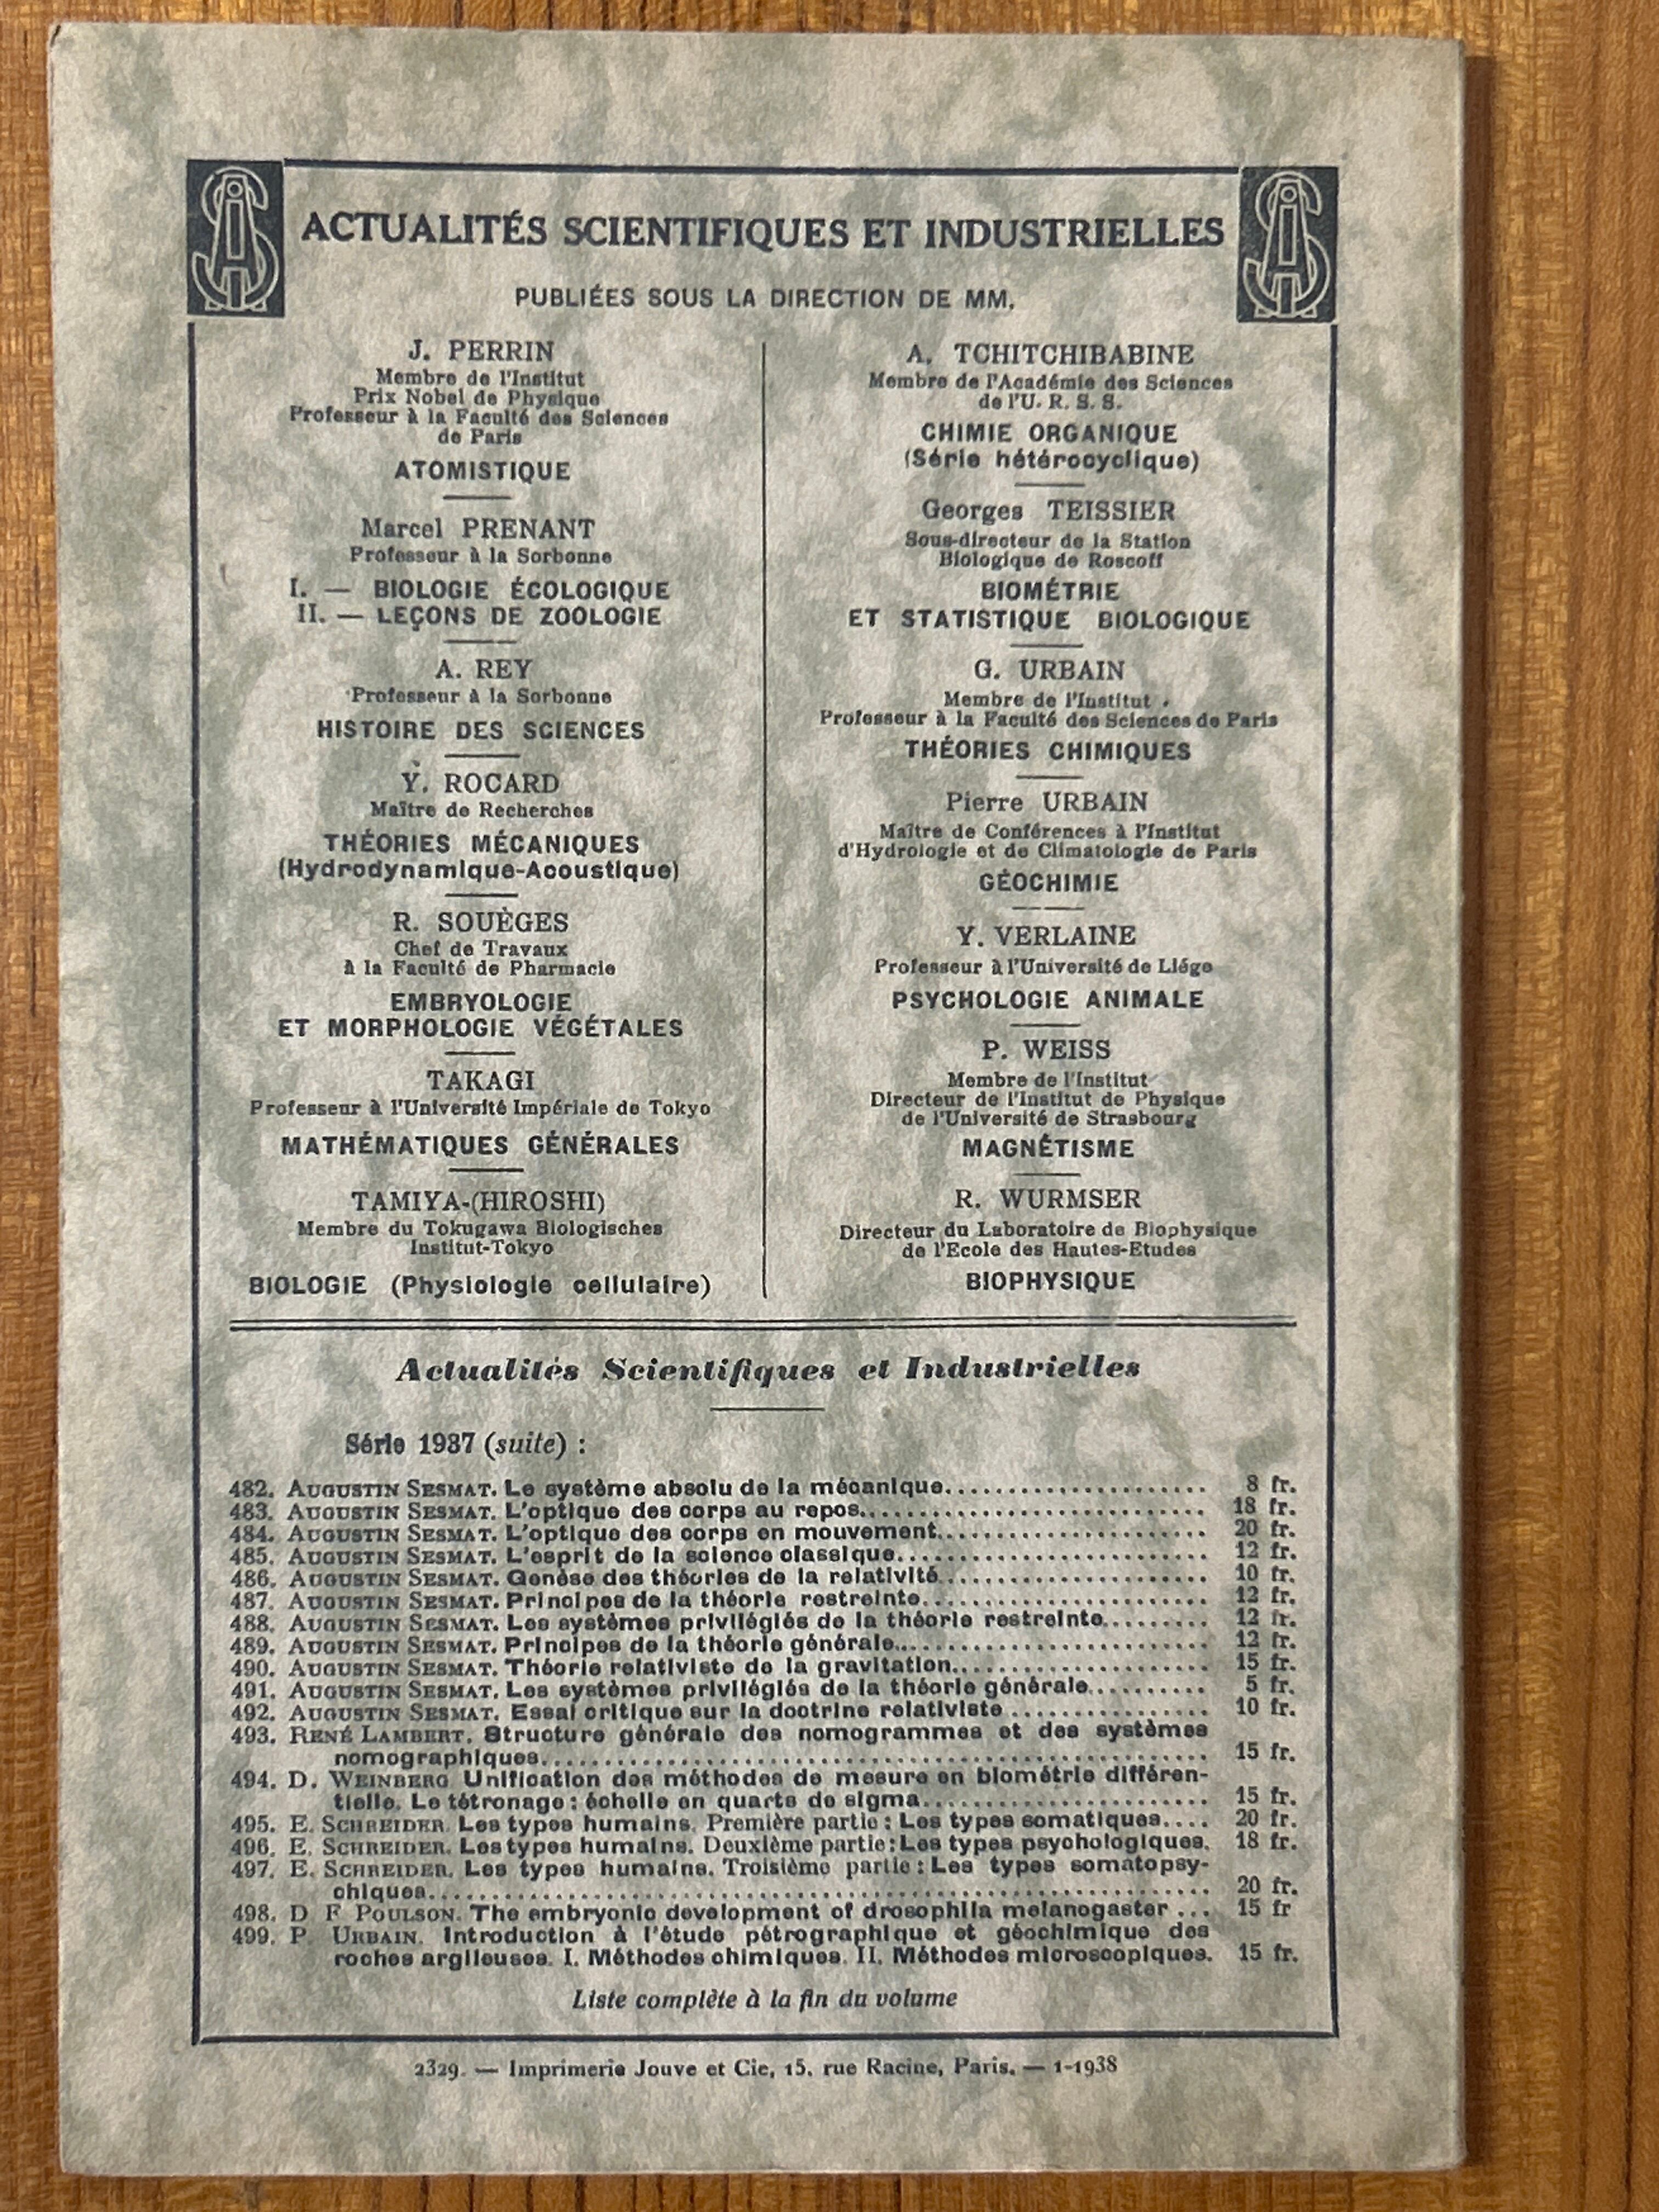 ACTUALITÉS SCIENTIFIQUES ET INDUSTRIELLES
PUBLIÉES SOUS LA DIRECTION DE MM.
J. PERRIN
Membre de l'Institut
Prix Nobel de Physique
Professeur à la Faculté des Sciences
de Paris
ATOMISTIQUE
Marcel PRENANT
Professeur à la Sorbonne
I. — BIOLOGIE ÉCOLOGIQUE
II. — LEÇONS DE ZOOLOGIE
A. REY
Professeur à la Sorbonne
HISTOIRE DES SCIENCES
Y. ROCARD
Maître de Recherches
THÉORIES MÉCANIQUES
(Hydrodynamique-Acoustique)
R. SOUÈGES
Chef de Travaux
à la Faculté de Pharmacie
EMBRYOLOGIE
ET MORPHOLOGIE VÉGÉTALES
TAKAGI
Professeur à l'Université Impériale de Tokyo
MATHÉMATIQUES GÉNÉRALES
TAMIYA-(HIROSHI)
Membre du Tokugawa Biologisches
Institut-Tokyo
BIOLOGIE (Physiologie cellulaire)
A. TCHITCHIBABINE
Membre de l'Académie des Sciences
de l'U. R. S. S.
CHIMIE ORGANIQUE
(Série hétérocyclique)
Georges TEISSIER
Sous-directeur de la Station
Biologique de Roscoff
BIOMÉTRIE
ET STATISTIQUE BIOLOGIQUE
G. URBAIN
Membre de l'Institut
Professeur à la Faculté des Sciences de Paris
THÉORIES CHIMIQUES
Pierre URBAIN
Maître de Conférences à l'Institut
d'Hydrologie et de Climatologie de Paris
GÉOCHIMIE
Y. VERLAINE
Professeur à l'Université de Liége
PSYCHOLOGIE ANIMALE
P. WEISS
Membre de l'Institut
Directeur de l'Institut de Physique
de l'Université de Strasbourg
MAGNÉTISME
R. WURMSER
Directeur du Laboratoire de Biophysique
de l'Ecole des Hautes-Etudes
BIOPHYSIQUE
Actualités Scientifiques et Industrielles
Série 1937 (suite) :
482. AUGUSTIN SESMAT. Le système absolu de la mécanique..................... 8 fr.
483. AUGUSTIN SESMAT. L'optique des corps au repos............................ 18 fr.
484. AUGUSTIN SESMAT. L'optique des corps en mouvement...................... 20 fr.
485. AUGUSTIN SESMAT. L'esprit de la science classique......................... 12 fr.
486. AUGUSTIN SESMAT. Genèse des théories de la relativité..................... 10 fr.
487. AUGUSTIN SESMAT. Principes de la théorie restreinte....................... 12 fr.
488. AUGUSTIN SESMAT. Les systèmes privilégiés de la théorie restreinte......... 12 fr.
489. AUGUSTIN SESMAT. Principes de la théorie générale......................... 12 fr.
490. AUGUSTIN SESMAT. Théorie relativiste de la gravitation.................... 15 fr.
491. AUGUSTIN SESMAT. Les systèmes privilégiés de la théorie générale.......... 5 fr.
492. AUGUSTIN SESMAT. Essai critique sur la doctrine relativiste................ 10 fr.
493. RENÉ LAMBERT. Structure générale des nomogrammes et des systèmes
nomographiques....................................................... 15 fr.
494. D. WEINBERG Unification des méthodes de mesure en biométrie différen-
tielle. Le tétronage : échelle en quarts de sigma....................... 15 fr.
495. E. SCHREIDER. Les types humains. Première partie : Les types somatiques.... 20 fr.
496. E. SCHREIDER. Les types humains. Deuxième partie : Les types psychologiques. 18 fr.
497. E. SCHREIDER. Les types humains. Troisième partie : Les types somatopsy-
chiques............................................................... 20 fr.
498. D F POULSON. The embryonic development of drosophila melanogaster ... 15 fr
499. P. URBAIN. Introduction à l'étude pétrographique et géochimique des
roches argileuses. I. Méthodes chimiques. II. Méthodes microscopiques. 15 fr.
Liste complète à la fin du volume
2329. — Imprimerie Jouve et Cie, 15, rue Racine, Paris. — 1-1938